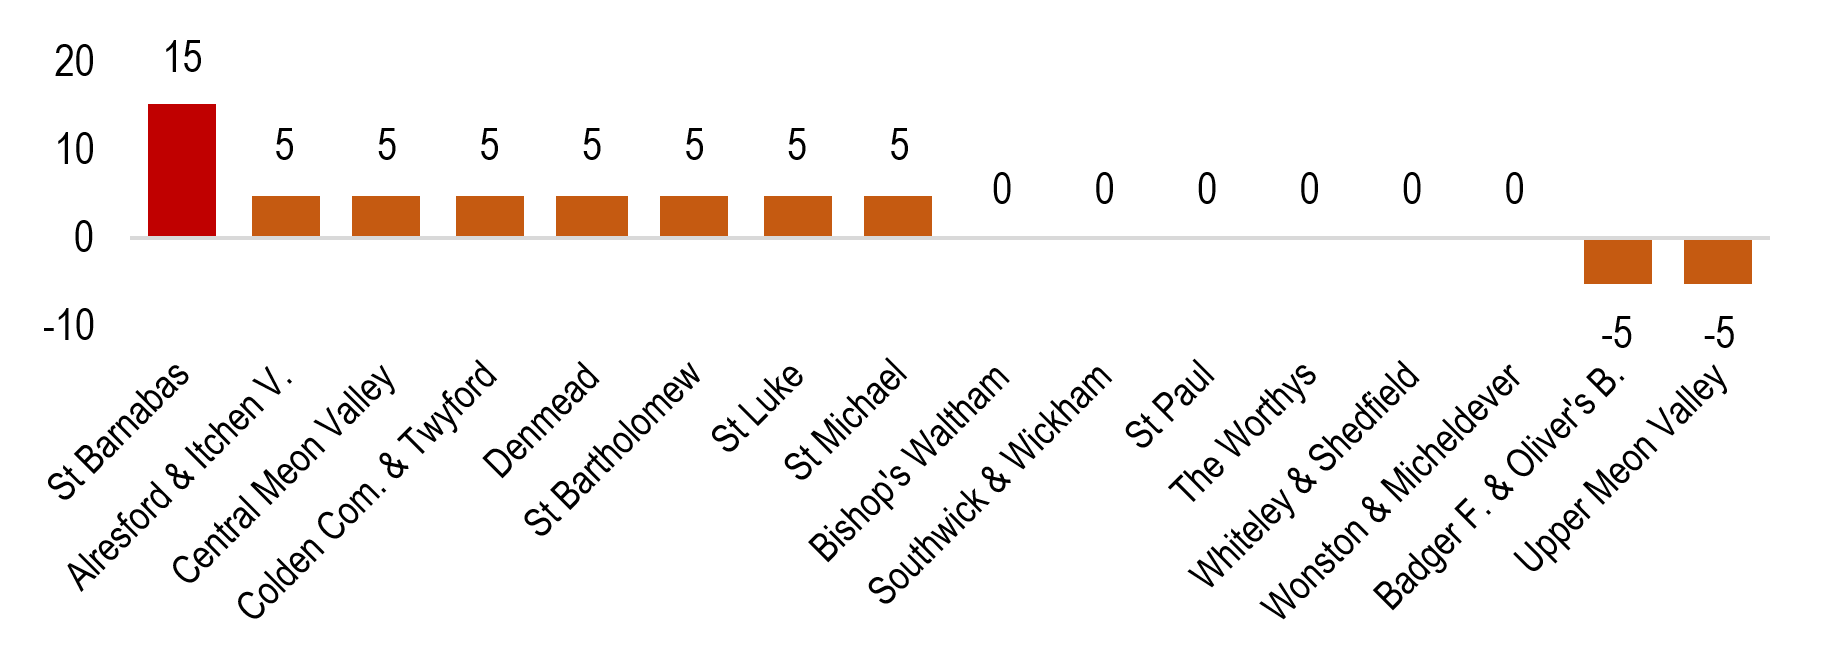 20
10
0
-10
15
5
5
5
5
5
5
5
0
0
0
0
0
0
-5
-5
St Barnabas
Alresford & Itchen V.
Central Meon Valley
Colden Com. & Twyford
Denmead
St Bartholomew
St Luke
St Michael
Bishop's Waltham
Southwick & Wickham
St Paul
The Worthys
Whiteley & Shedfield
Wonston & Micheldever
Badger F. & Oliver's B.
Upper Meon Valley